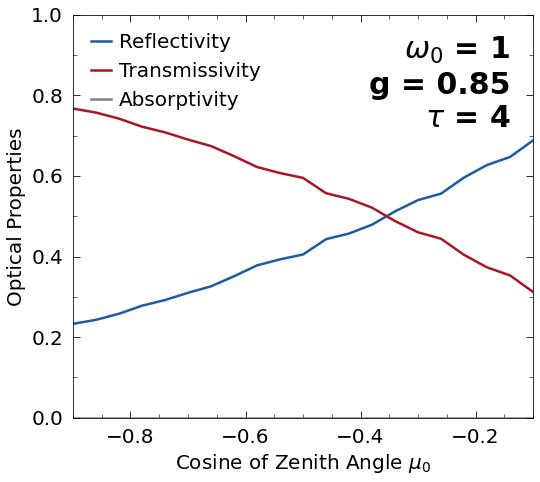 1.0
0.8
0.6
0.4
0.2
0.0
Optical Properties
Reflectivity
Transmissivity
Absorptivity
ω₀ = 1
g = 0.85
τ = 4
−0.8 −0.6 −0.4 −0.2
Cosine of Zenith Angle μ₀